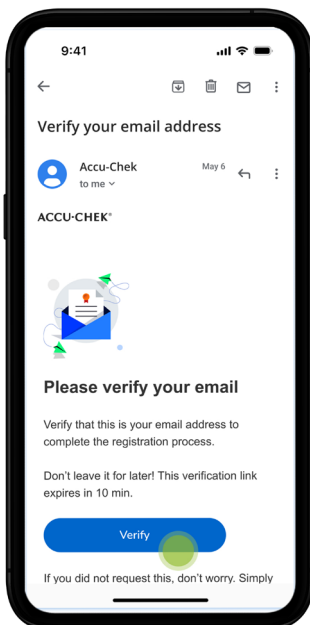 9:41
Verify your email address
Accu-Chek
May 6
to me
ACCU-CHEK®
Please verify your email
Verify that this is your email address to
complete the registration process.
Don't leave it for later! This verification link
expires in 10 min.
Verify
If you did not request this, don't worry. Simply